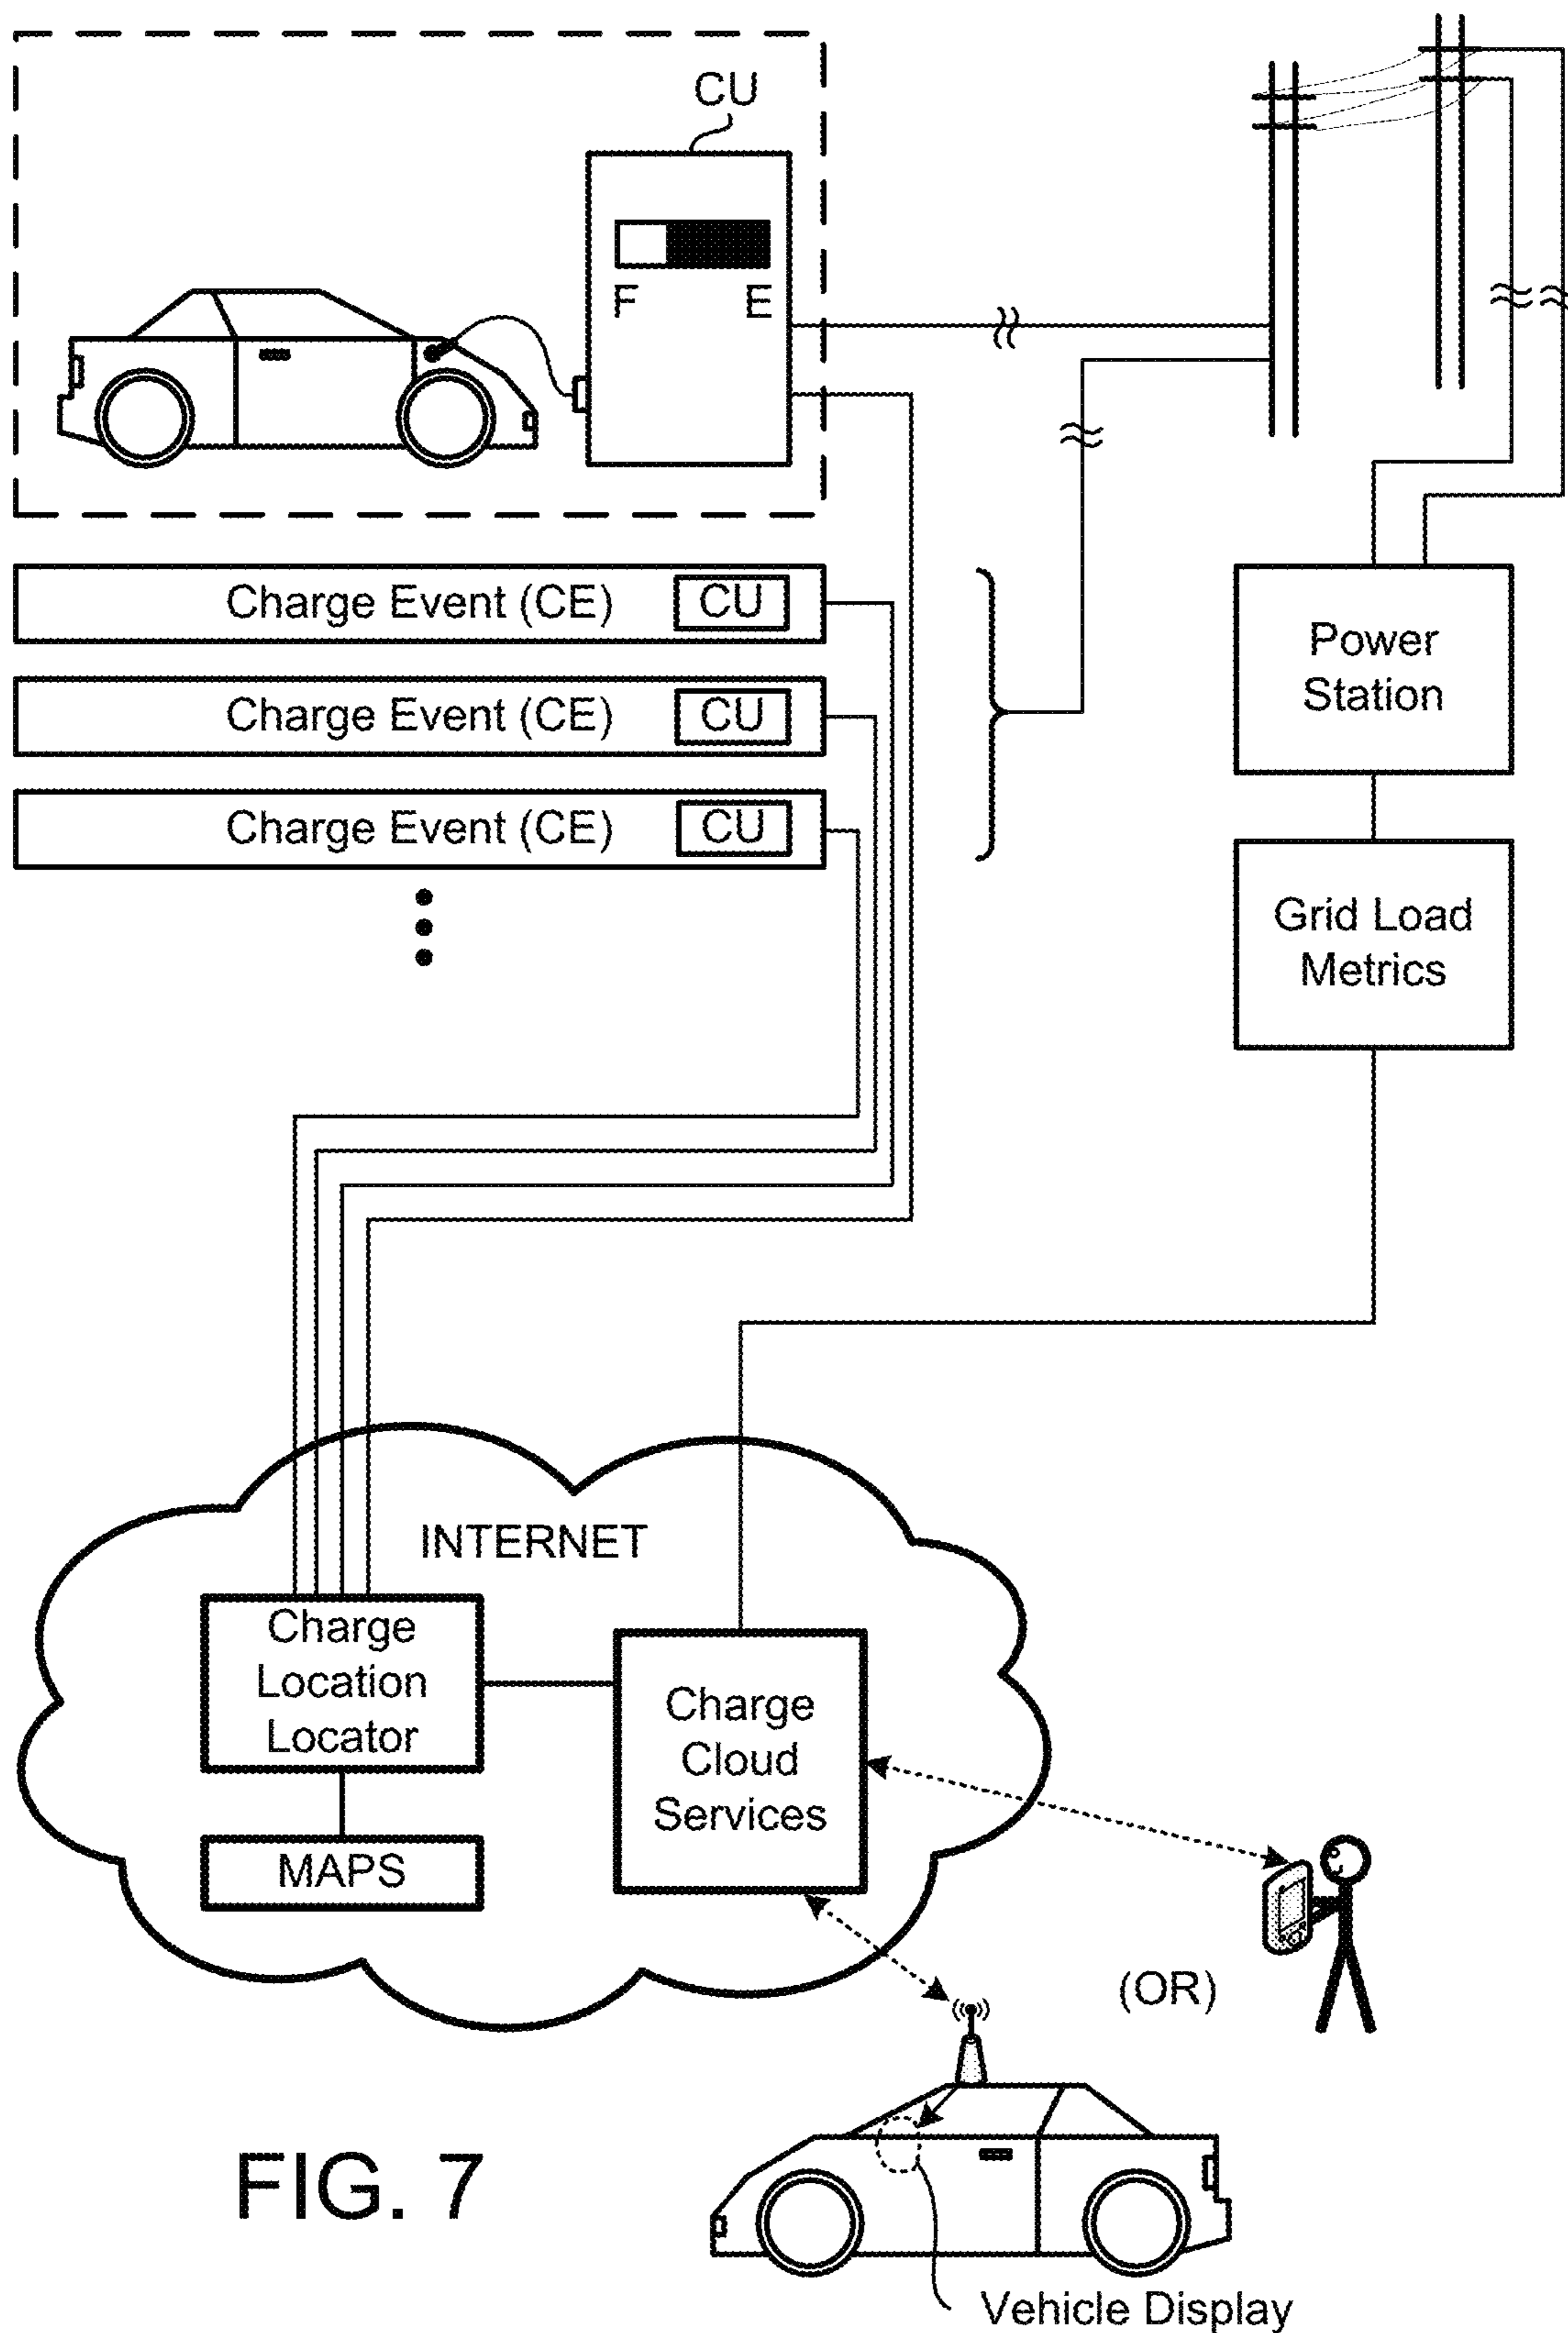 CU
F E
Charge Event (CE) CU
Charge Event (CE) CU
Charge Event (CE) CU
Power
Station
Grid Load
Metrics
INTERNET
Charge
Location
Locator
MAPS
Charge
Cloud
Services
(OR)
FIG. 7
Vehicle Display